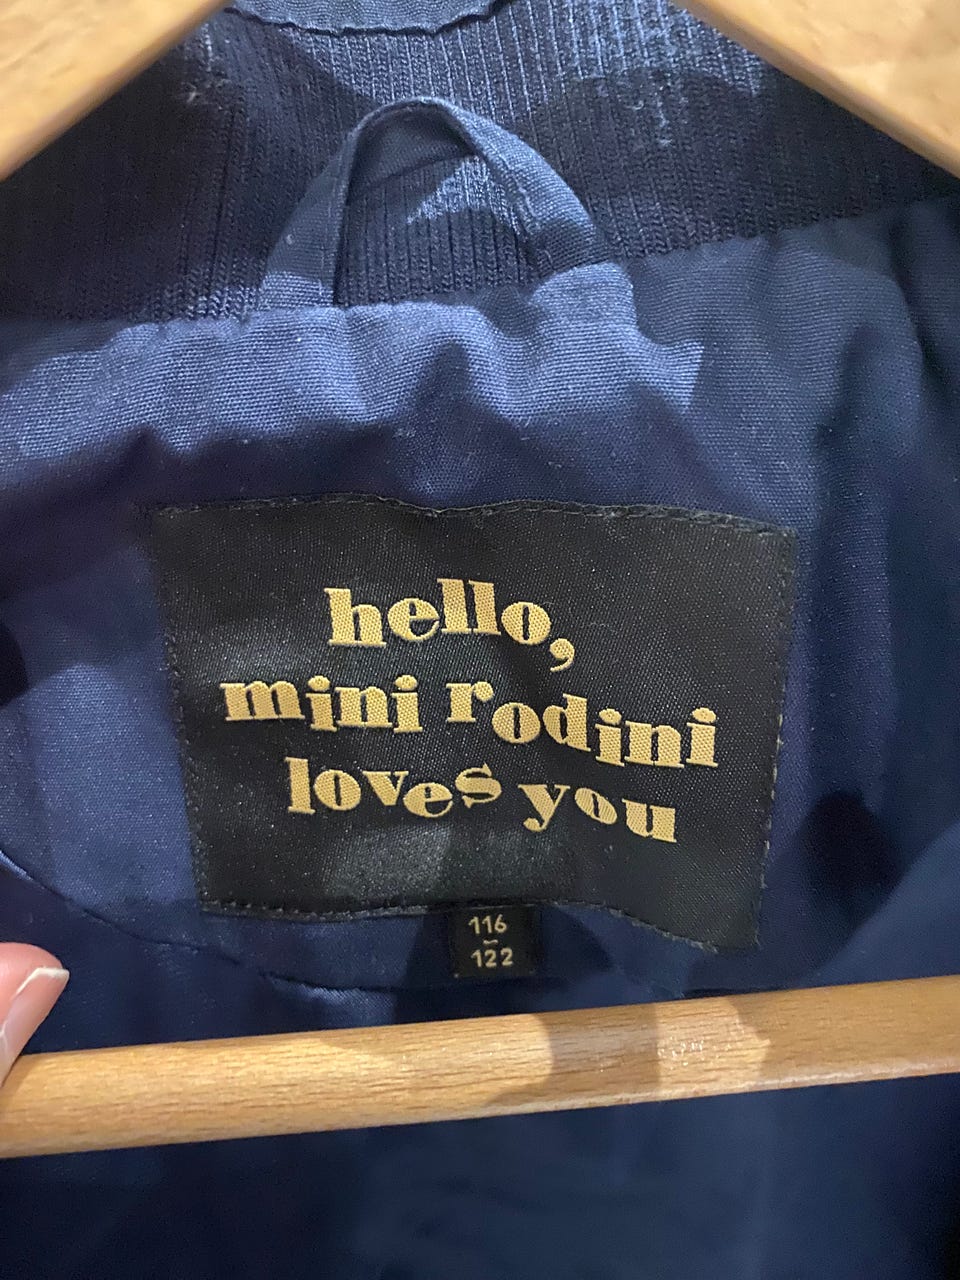 hello,
mini rodini
loves you
116
–
122